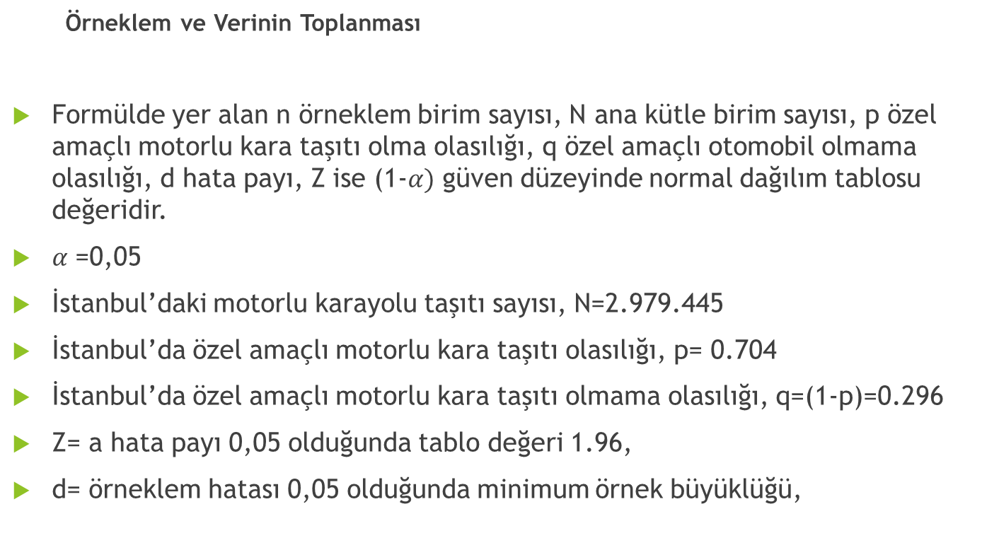 Örneklem ve Verinin Toplanması
Formülde yer alan n örneklem birim sayısı, N ana kütle birim sayısı, p özel
amaçlı motorlu kara taşıtı olma olasılığı, q özel amaçlı otomobil olmama
olasılığı, d hata payı, Z ise (1-𝛼) güven düzeyinde normal dağılım tablosu
değeridir.
𝛼 =0,05
İstanbul’daki motorlu karayolu taşıtı sayısı, N=2.979.445
İstanbul’da özel amaçlı motorlu kara taşıtı olasılığı, p= 0.704
İstanbul’da özel amaçlı motorlu kara taşıtı olmama olasılığı, q=(1-p)=0.296
Z= a hata payı 0,05 olduğunda tablo değeri 1.96,
d= örneklem hatası 0,05 olduğunda minimum örnek büyüklüğü,